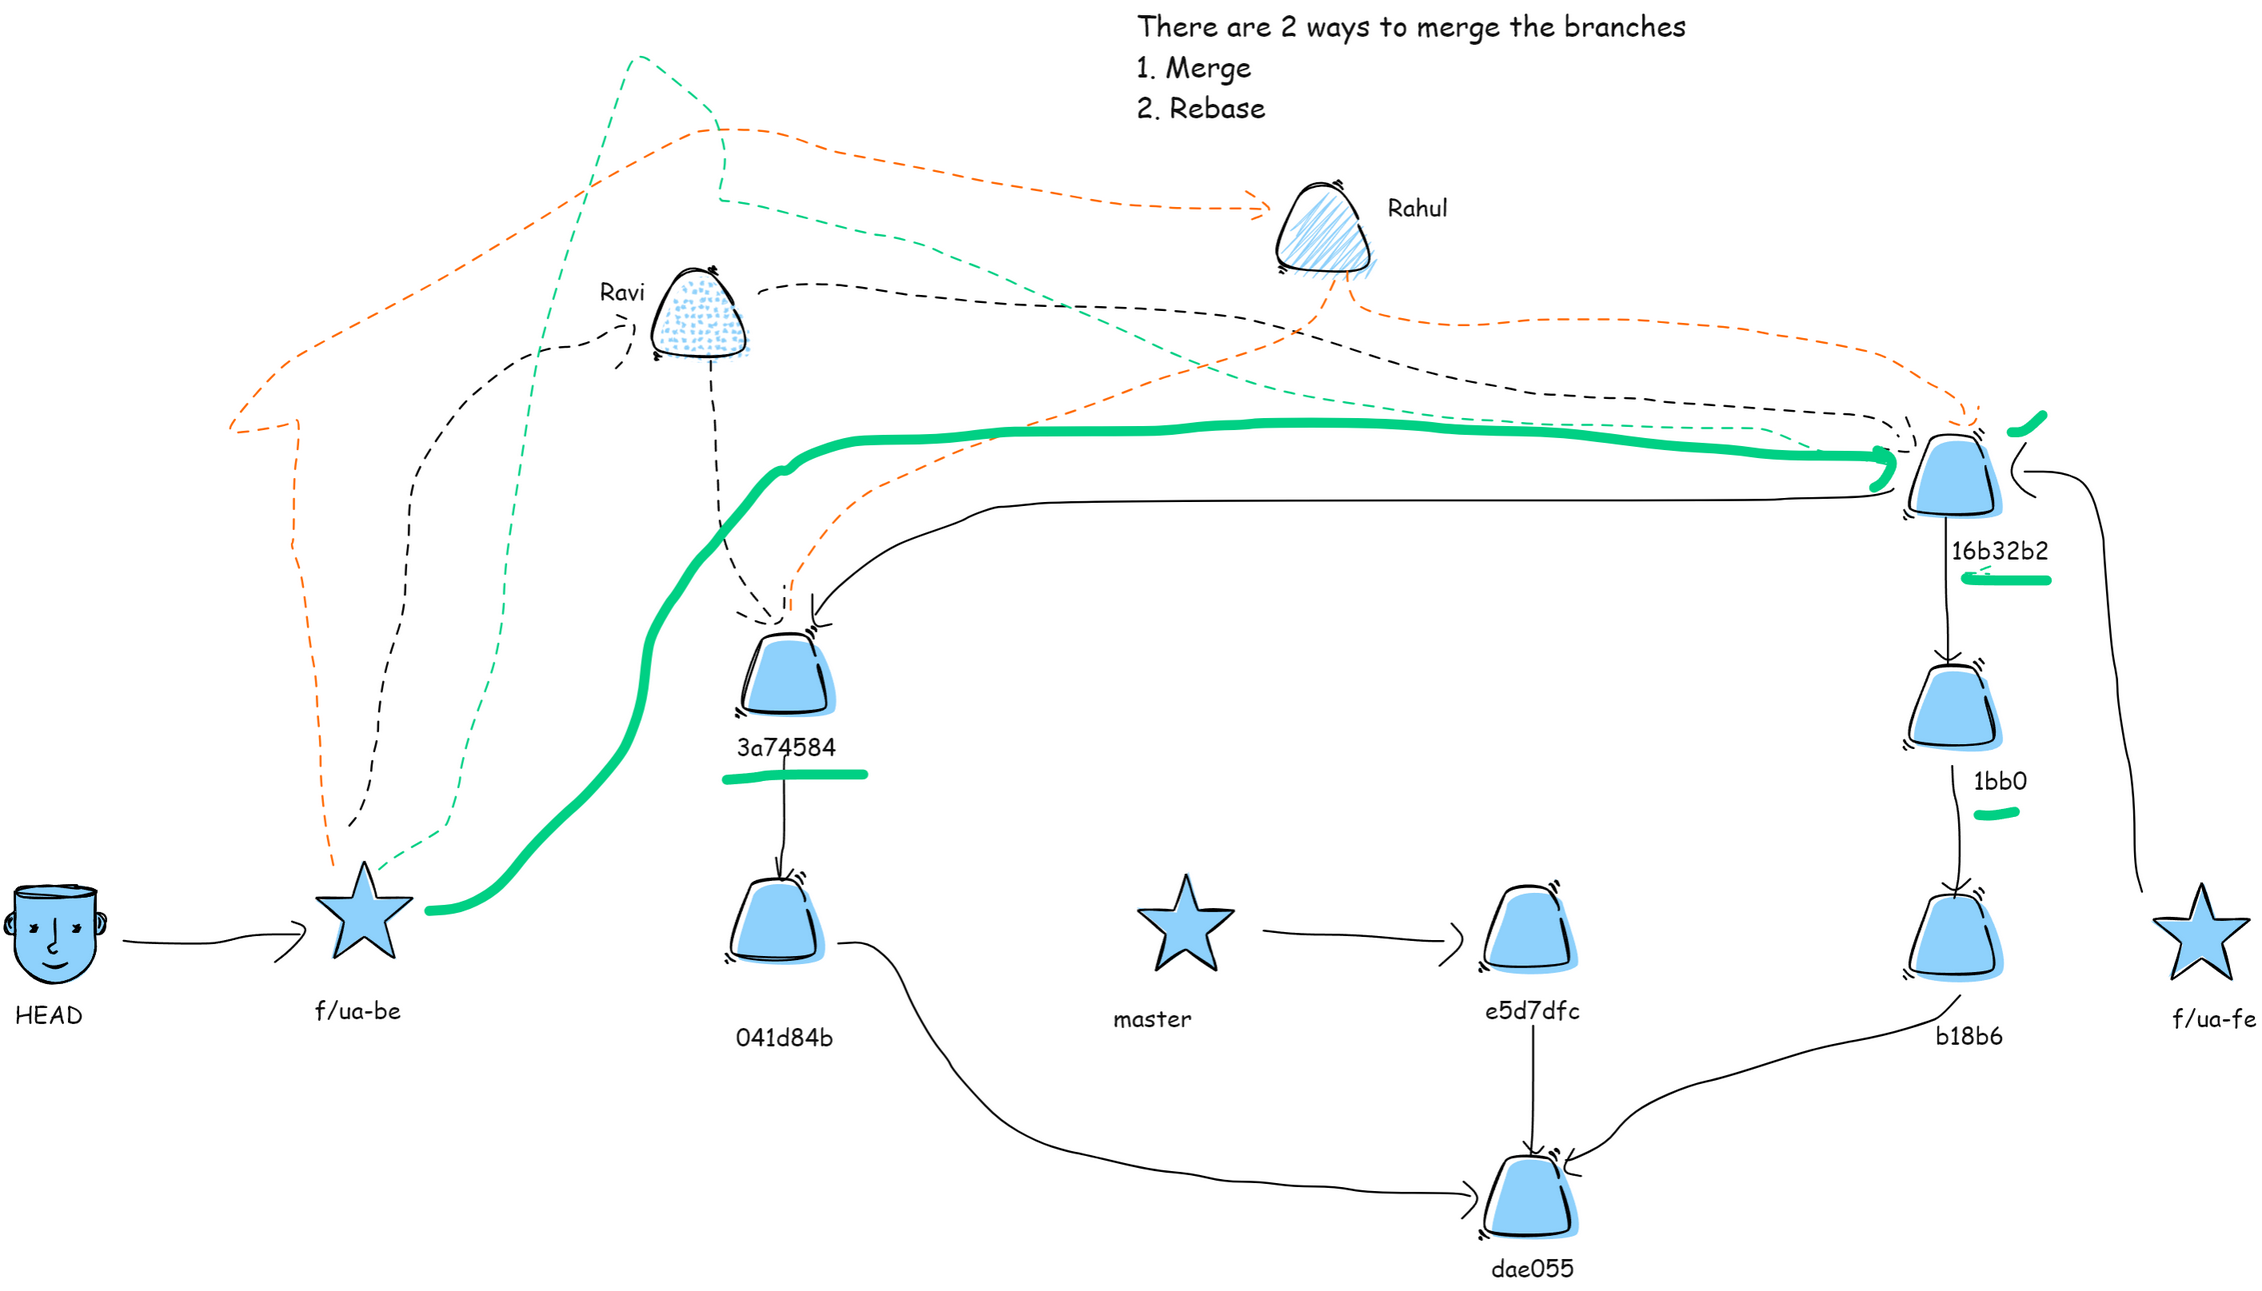 There are 2 ways to merge the branches
1. Merge
2. Rebase
Rahul
Ravi
16b32b2
3a74584
1bb0
HEAD
f/ua-be
041d84b
master
e5d7dfc
b18b6
f/ua-fe
dae055